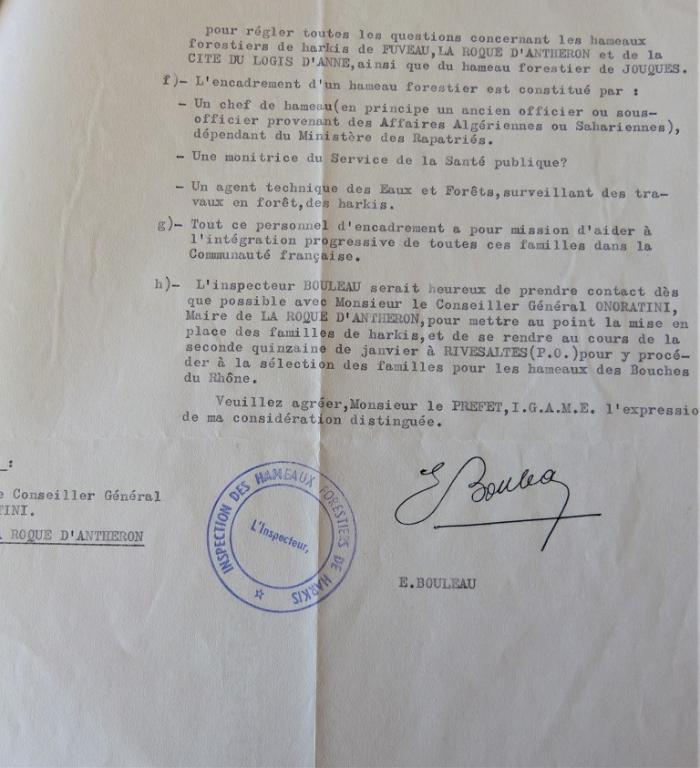 pour régler toutes les questions concernant les hameaux
forestiers de harkis de FUVEAU,LA ROQUE D'ANTHERON et de la
CITE DU LOGIS D'ANNE,ainsi que du hameau forestier de JOUQUES.
f)- L'encadrement d'un hameau forestier est constitué par :
- Un chef de hameau(en principe un ancien officier ou sous-
officier provenant des Affaires Algériennes ou Sahariennes),
dépendant du Ministère des Rapatriés.
- Une monitrice du Service de la Santé publique?
- Un agent technique des Eaux et Forêts,surveillant des tra-
vaux en forêt,des harkis.
g)- Tout ce personnel d'encadrement a pour mission d'aider à
l'intégration progressive de toutes ces familles dans la
Communauté française.
h)- L'inspecteur BOULEAU serait heureux de prendre contact dès
que possible avec Monsieur le Conseiller Général ONORATINI,
Maire de LA ROQUE D'ANTHERON,pour mettre au point la mise en
place des familles de harkis,et de se rendre au cours de la
seconde quinzaine de janvier à RIVESALTES(P.O.)pour y procé-
der à la sélection des familles pour les hameaux des Bouches
du Rhône.
Veuillez agréer,Monsieur le PREFET,I.G.A.M.E. l'expressio
de ma considération distinguée.
:
e Conseiller Général
TINI.
A ROQUE D'ANTHERON
INSPECTION DES HAMEAUX FORESTIERS DE HARKIS
L'Inspecteur,
E Bouleau
E.BOULEAU